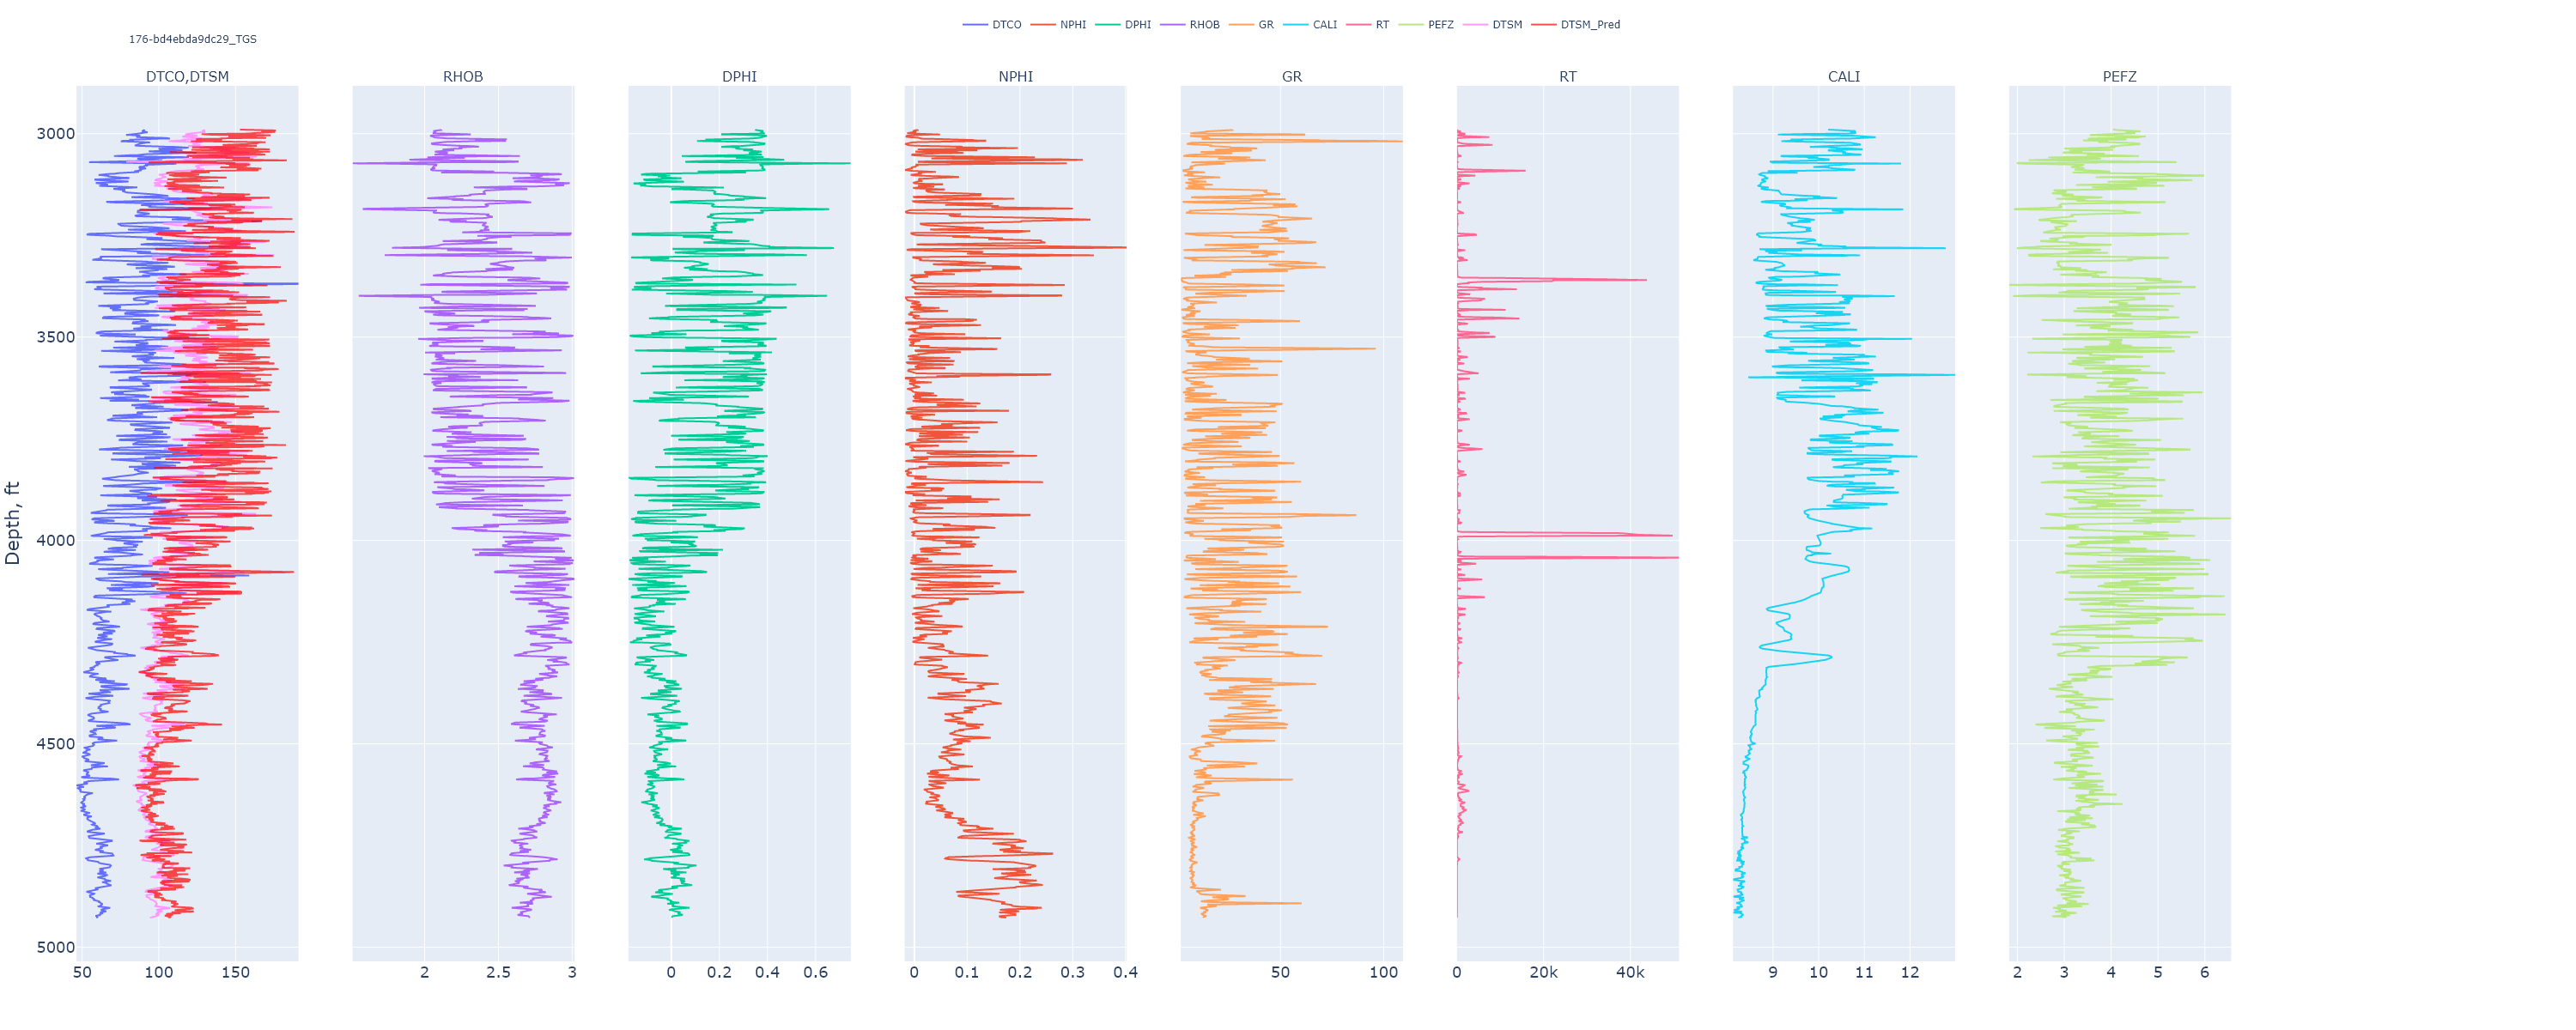 DTCO NPHI DPHI RHOB GR CALI RT PEFZ DTSM DTSM_Pred
176-bd4ebda9dc29_TGS
DTCO,DTSM RHOB DPHI NPHI GR RT CALI PEFZ
3000
3500
4000
4500
5000
Depth, ft
50 100 150 2 2.5 3 0 0.2 0.4 0.6 0 0.1 0.2 0.3 0.4 50 100 0 20k 40k 9 10 11 12 2 3 4 5 6